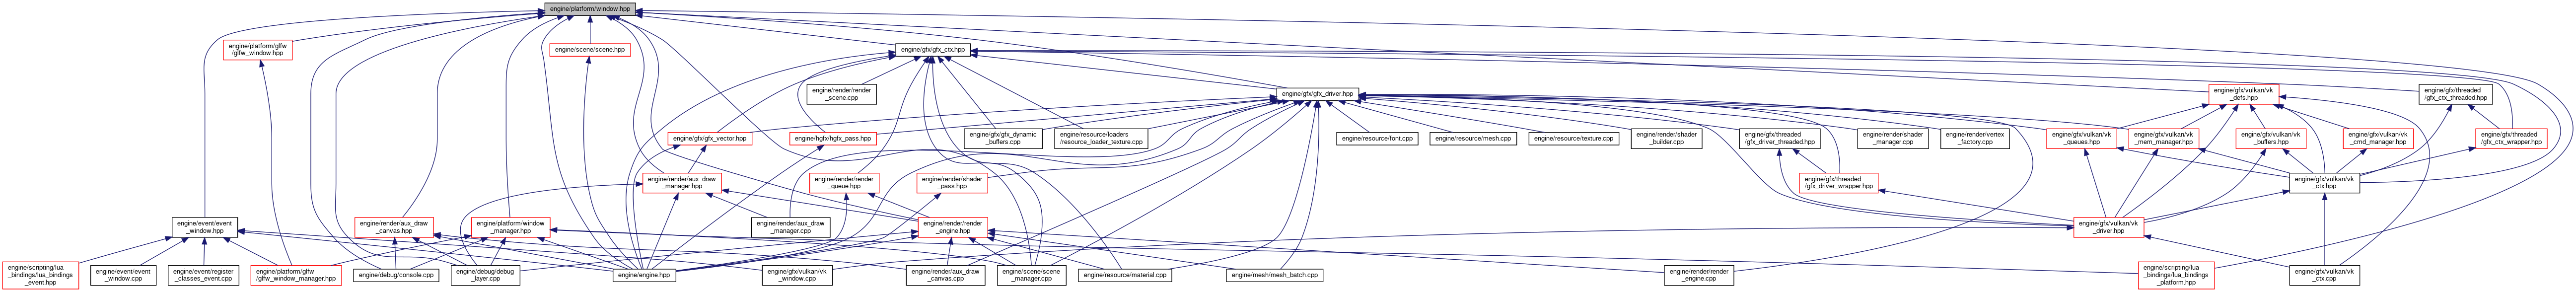 engine/platform/window.hpp
engine/platform/glfw
/glfw_window.hpp
engine/scene/scene.hpp
engine/gfx/gfx_ctx.hpp
engine/render/render
_scene.cpp
engine/gfx/gfx_driver.hpp
engine/gfx/vulkan/vk
_defs.hpp
engine/gfx/threaded
/gfx_ctx_threaded.hpp
engine/gfx/gfx_vector.hpp
engine/hgfx/hgfx_pass.hpp
engine/gfx/gfx_dynamic
_buffers.cpp
engine/resource/loaders
/resource_loader_texture.cpp
engine/resource/font.cpp
engine/resource/mesh.cpp
engine/resource/texture.cpp
engine/render/shader
_builder.cpp
engine/gfx/threaded
/gfx_driver_threaded.hpp
engine/render/shader
_manager.cpp
engine/render/vertex
_factory.cpp
engine/gfx/vulkan/vk
_queues.hpp
engine/gfx/vulkan/vk
_mem_manager.hpp
engine/gfx/vulkan/vk
_buffers.hpp
engine/gfx/vulkan/vk
_cmd_manager.hpp
engine/gfx/threaded
/gfx_ctx_wrapper.hpp
engine/render/aux_draw
_manager.hpp
engine/render/render
_queue.hpp
engine/render/shader
_pass.hpp
engine/gfx/threaded
/gfx_driver_wrapper.hpp
engine/gfx/vulkan/vk
_ctx.hpp
engine/event/event
_window.hpp
engine/render/aux_draw
_canvas.hpp
engine/platform/window
_manager.hpp
engine/render/aux_draw
_manager.cpp
engine/render/render
_engine.hpp
engine/gfx/vulkan/vk
_driver.hpp
engine/scripting/lua
_bindings/lua_bindings
_event.hpp
engine/event/event
_window.cpp
engine/event/register
_classes_event.cpp
engine/platform/glfw
/glfw_window_manager.hpp
engine/debug/console.cpp
engine/debug/debug
_layer.cpp
engine/engine.hpp
engine/gfx/vulkan/vk
_window.cpp
engine/render/aux_draw
_canvas.cpp
engine/scene/scene
_manager.cpp
engine/resource/material.cpp
engine/mesh/mesh_batch.cpp
engine/render/render
_engine.cpp
engine/scripting/lua
_bindings/lua_bindings
_platform.hpp
engine/gfx/vulkan/vk
_ctx.cpp